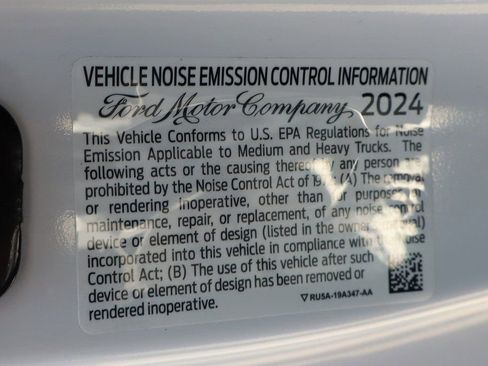 VEHICLE NOISE EMISSION CONTROL INFORMATION
Ford Motor Company 2024
This Vehicle Conforms to U.S. EPA Regulations for Noise
Emission Applicable to Medium and Heavy Trucks. The
following acts or the causing thereof by any person are
prohibited by the Noise Control Act of (A) The removal
or rendering inoperative, other than for purposes of
maintenance, repair, or replacement, of any noise control
device or element of design (listed in the owner manual)
incorporated into this vehicle in compliance with the Noise
Control Act; (B) The use of this vehicle after such
device or element of design has been removed or
rendered inoperative.
RU5A-19A347-AA